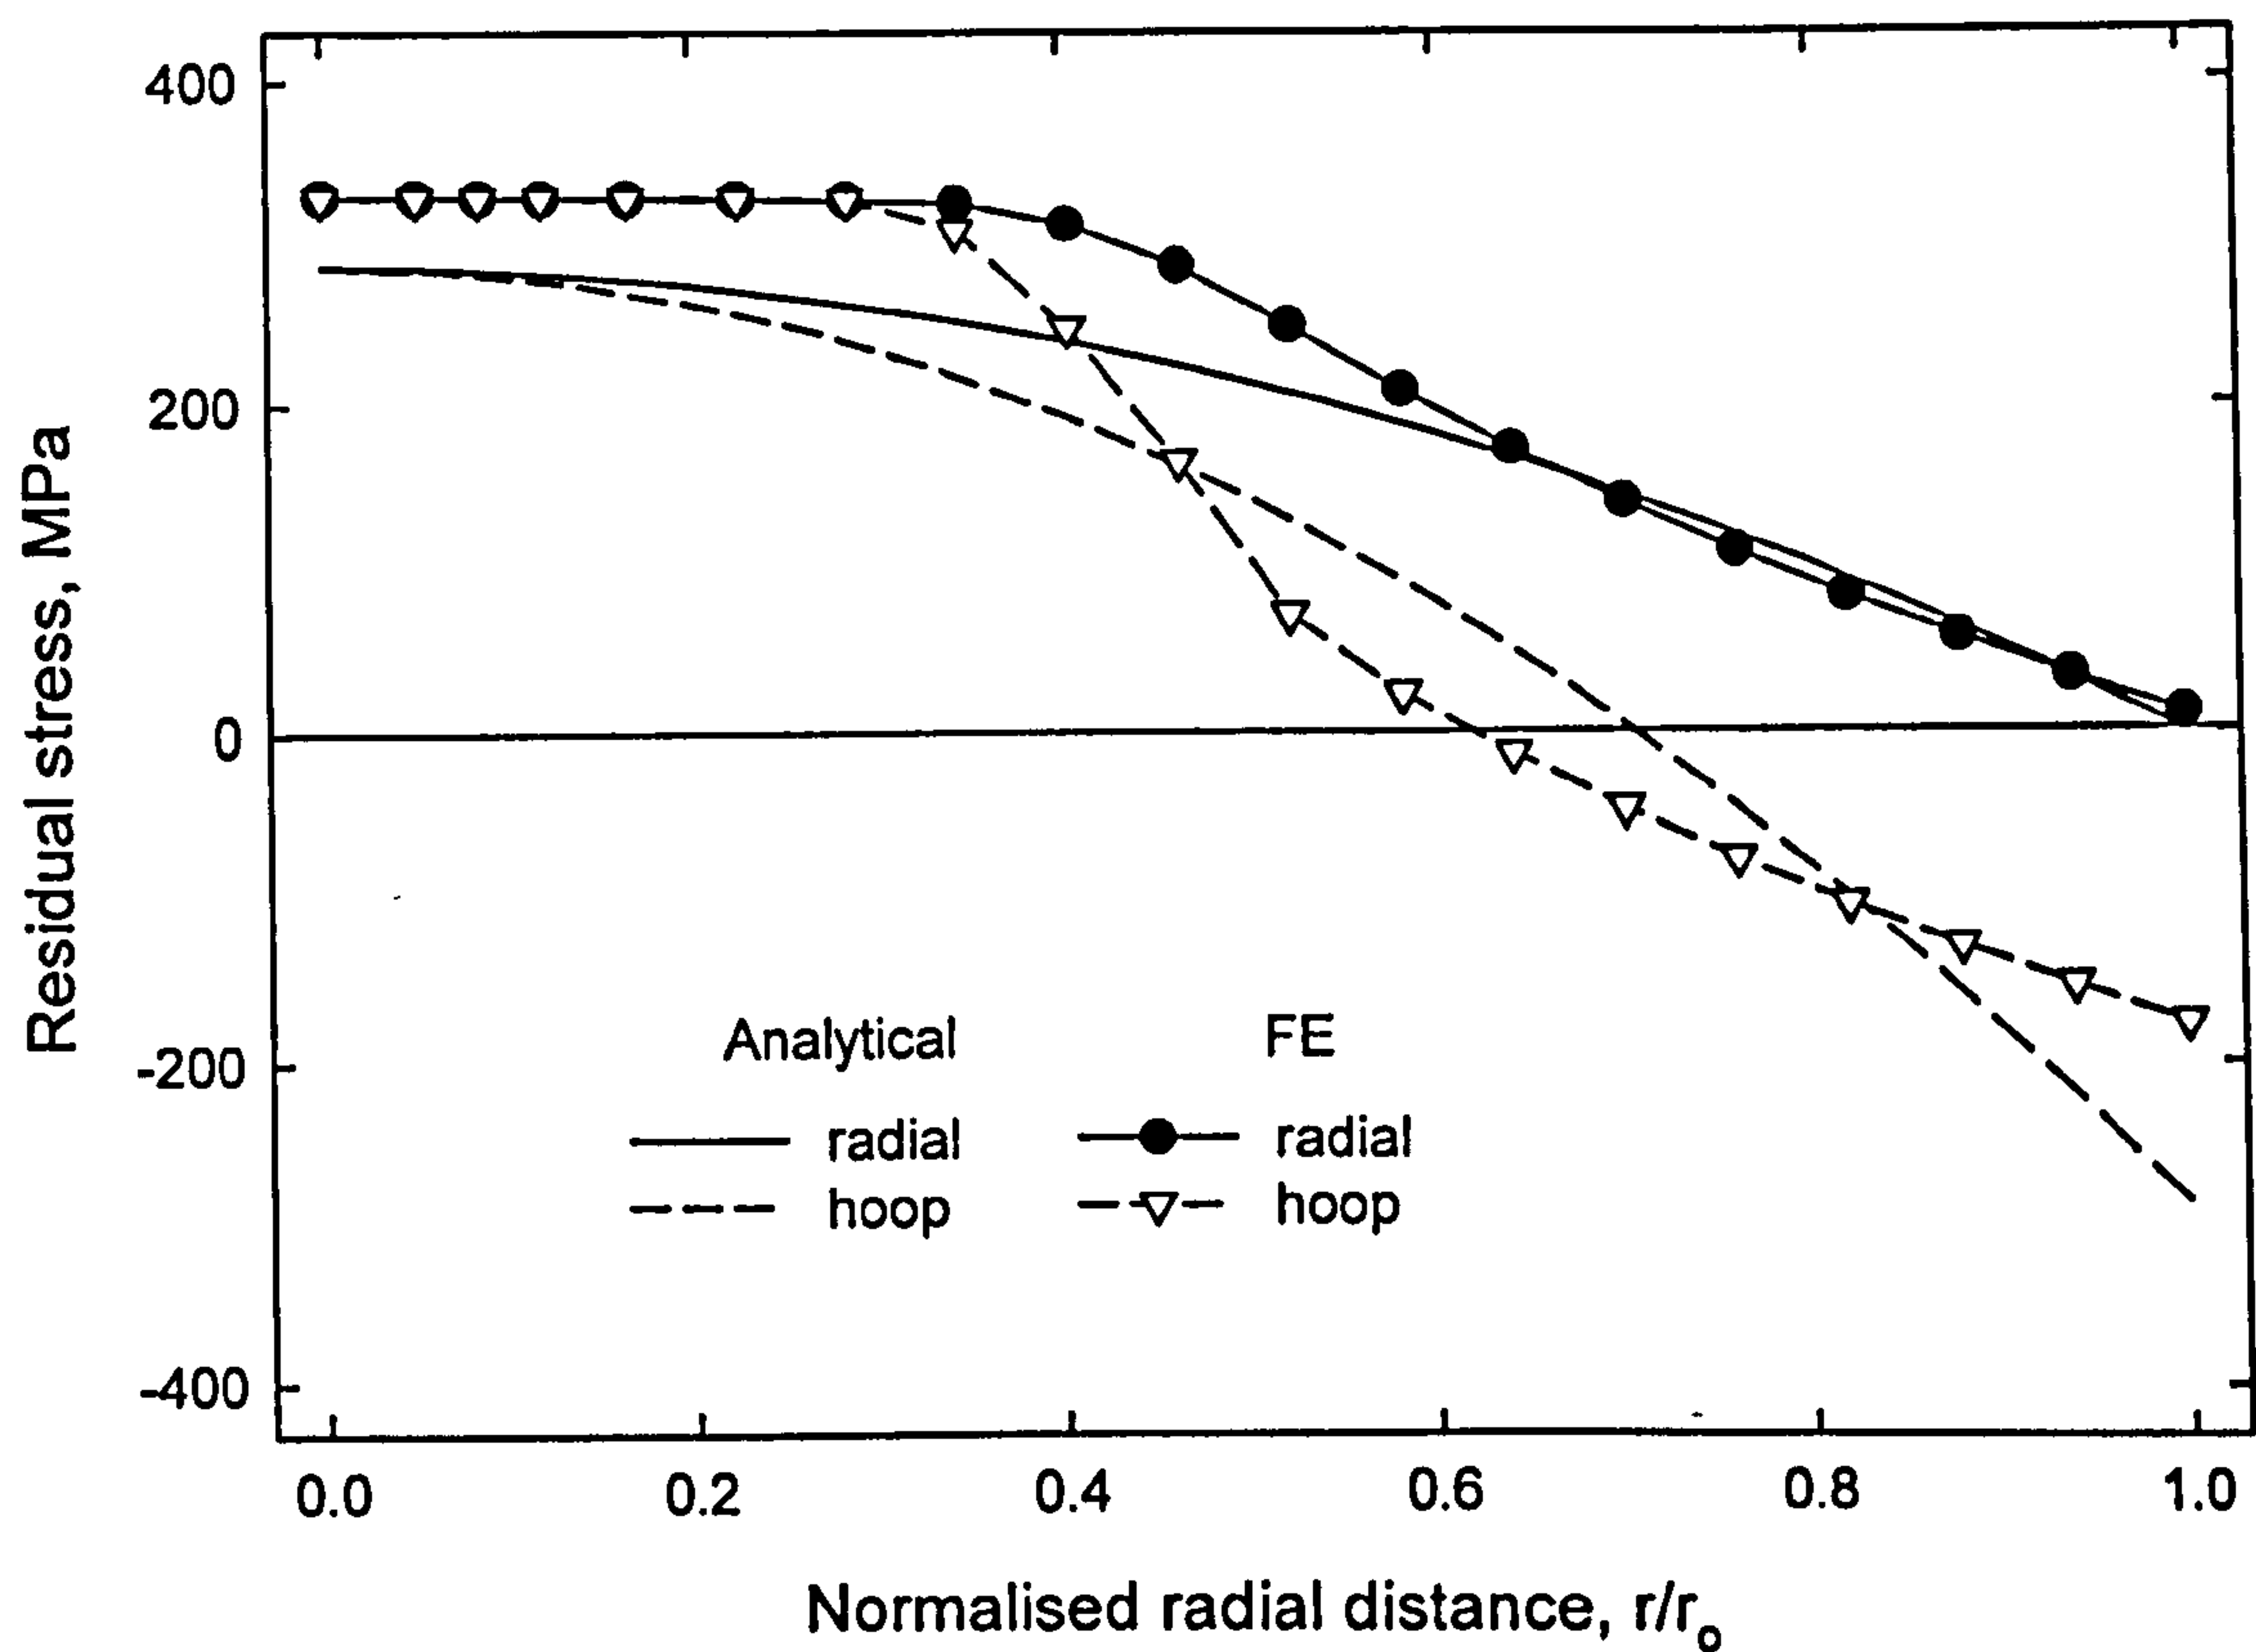 400
200
0
-200
-400
Residual stress, MPa
Analytical FE
radial radial
hoop hoop
0.0 0.2 0.4 0.6 0.8 1.0
Normalised radial distance, r/r₀